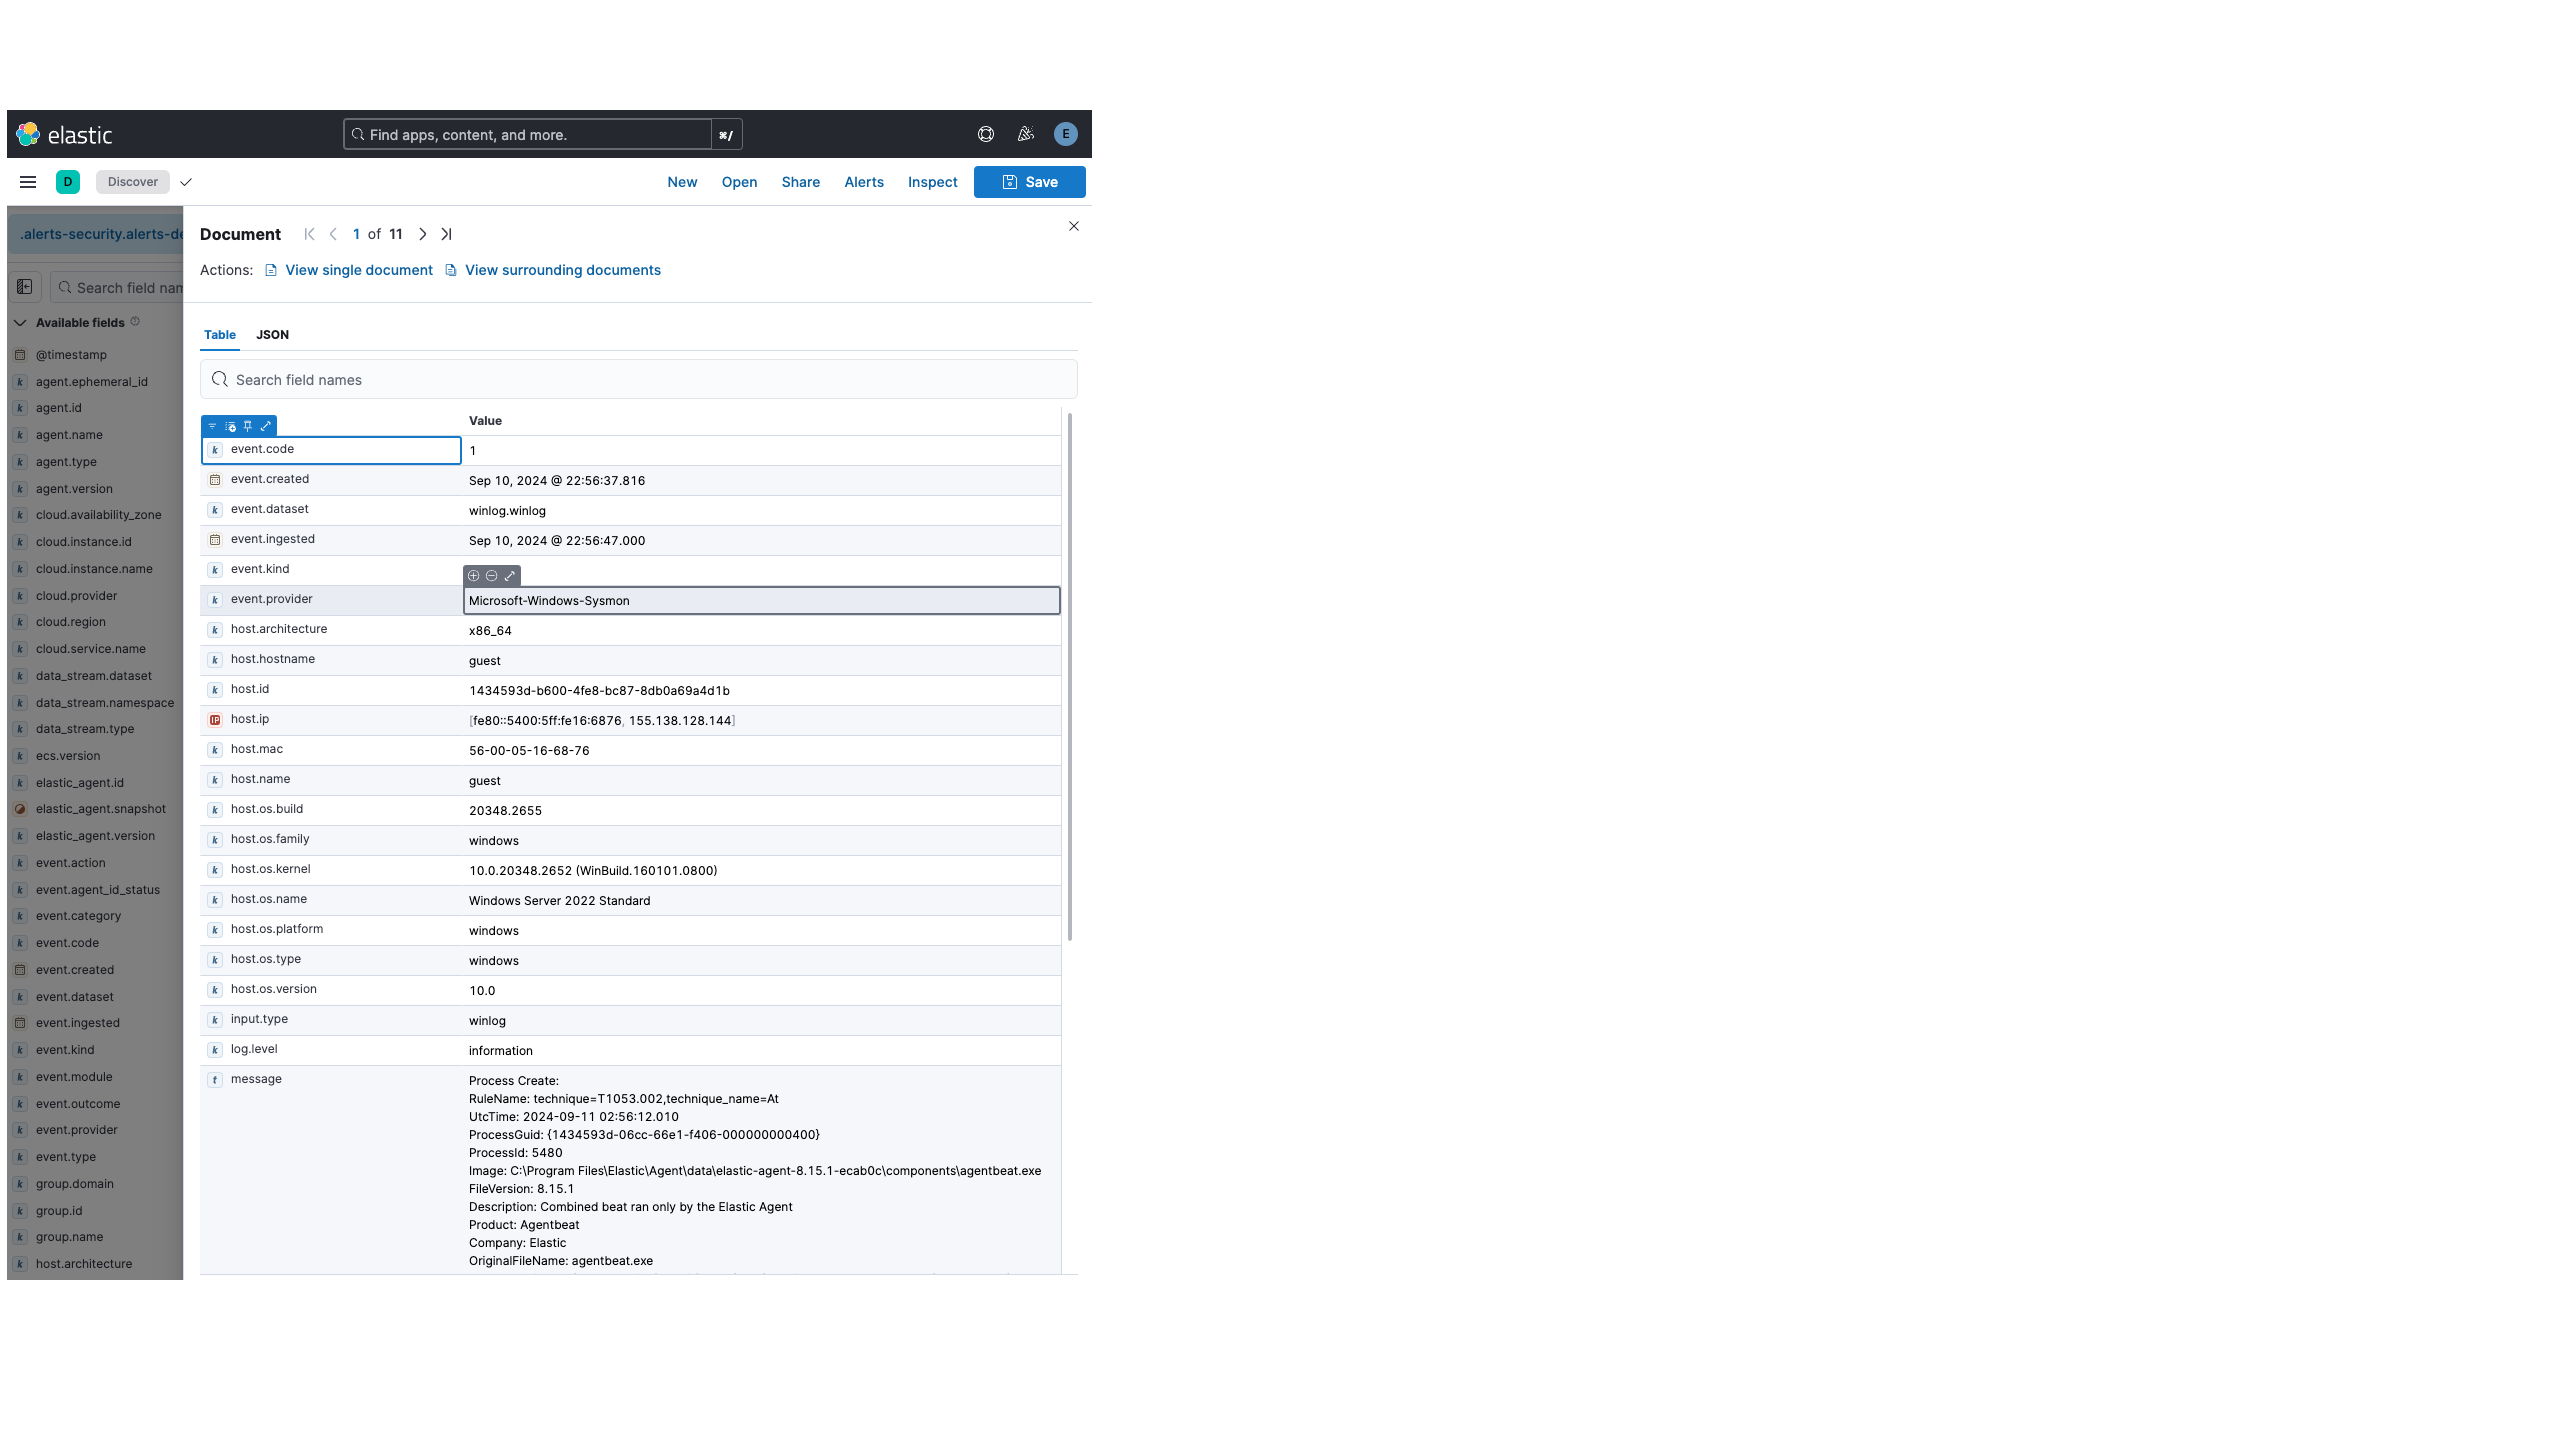 elastic
Find apps, content, and more.
⌘/
E
D
Discover
New
Open
Share
Alerts
Inspect
Save
.alerts-security.alerts-de
Search field nam
Available fields
@timestamp
agent.ephemeral_id
agent.id
agent.name
agent.type
agent.version
cloud.availability_zone
cloud.instance.id
cloud.instance.name
cloud.provider
cloud.region
cloud.service.name
data_stream.dataset
data_stream.namespace
data_stream.type
ecs.version
elastic_agent.id
elastic_agent.snapshot
elastic_agent.version
event.action
event.agent_id_status
event.category
event.code
event.created
event.dataset
event.ingested
event.kind
event.module
event.outcome
event.provider
event.type
group.domain
group.id
group.name
host.architecture
Document 1 of 11
Actions: View single document View surrounding documents
Table JSON
Search field names
Value
event.code 1
event.created Sep 10, 2024 @ 22:56:37.816
event.dataset winlog.winlog
event.ingested Sep 10, 2024 @ 22:56:47.000
event.kind
event.provider Microsoft-Windows-Sysmon
host.architecture x86_64
host.hostname guest
host.id 1434593d-b600-4fe8-bc87-8db0a69a4d1b
host.ip [fe80::5400:5ff:fe16:6876, 155.138.128.144]
host.mac 56-00-05-16-68-76
host.name guest
host.os.build 20348.2655
host.os.family windows
host.os.kernel 10.0.20348.2652 (WinBuild.160101.0800)
host.os.name Windows Server 2022 Standard
host.os.platform windows
host.os.type windows
host.os.version 10.0
input.type winlog
log.level information
message Process Create:
RuleName: technique=T1053.002,technique_name=At
UtcTime: 2024-09-11 02:56:12.010
ProcessGuid: {1434593d-06cc-66e1-f406-000000000400}
ProcessId: 5480
Image: C:\Program Files\Elastic\Agent\data\elastic-agent-8.15.1-ecab0c\components\agentbeat.exe
FileVersion: 8.15.1
Description: Combined beat ran only by the Elastic Agent
Product: Agentbeat
Company: Elastic
OriginalFileName: agentbeat.exe